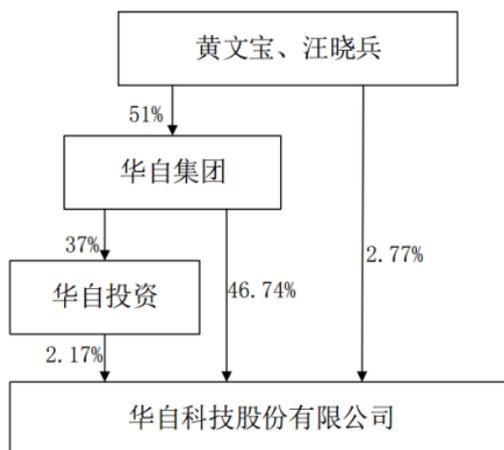 黄文宝、汪晓兵
51%
华自集团
37%
46.74%
2.77%
华自投资
2.17%
华自科技股份有限公司